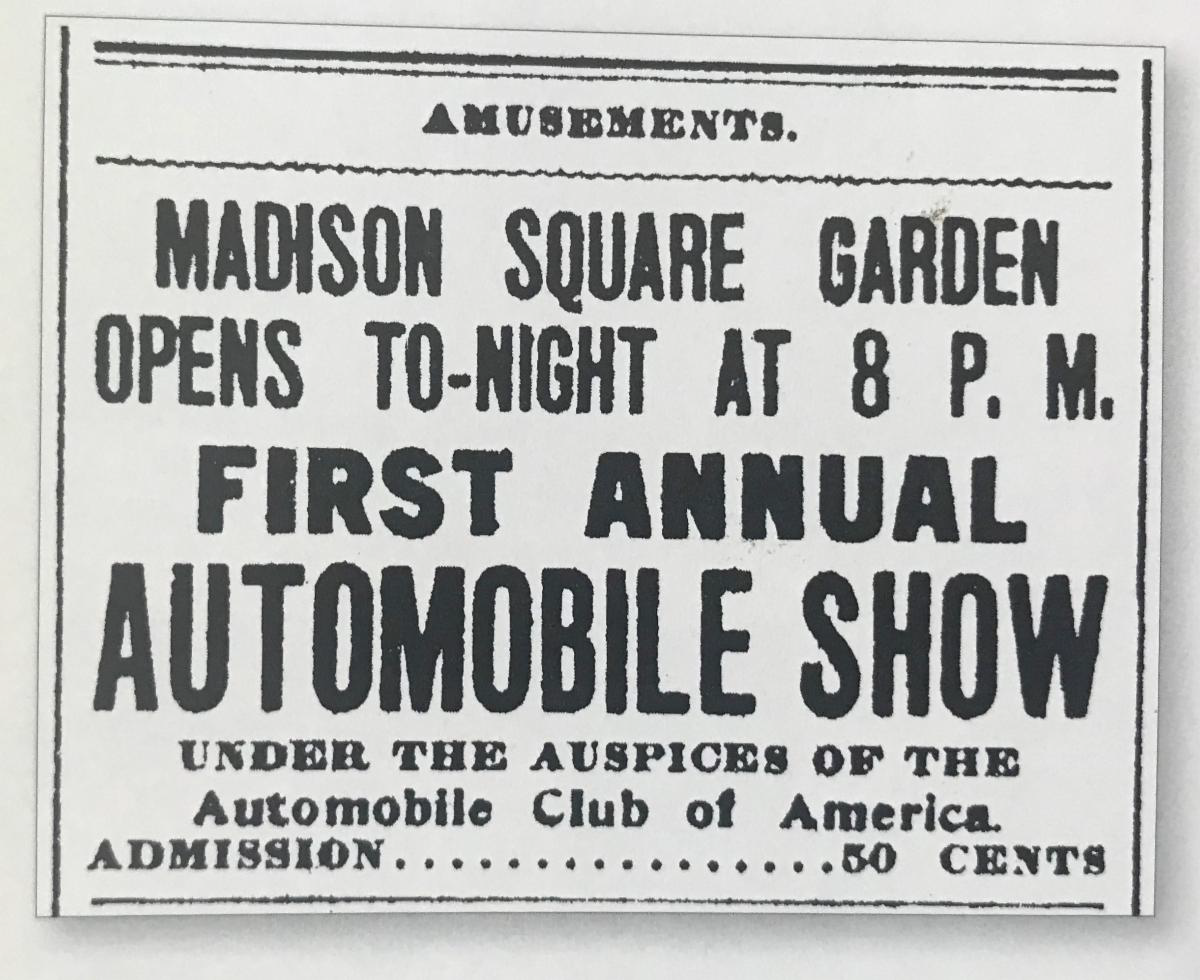 AMUSEMENTS.
MADISON SQUARE GARDEN
OPENS TO-NIGHT AT 8 P. M.
FIRST ANNUAL
AUTOMOBILE SHOW
UNDER THE AUSPICES OF THE
Automobile Club of America.
ADMISSION................50 CENTS